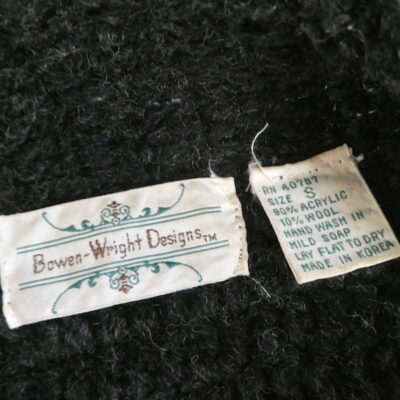 Bowen-Wright Designs™
RN 40707
SIZE S
90% ACRYLIC
10% WOOL
HAND WASH IN
MILD SOAP
LAY FLAT TO DRY
MADE IN KOREA